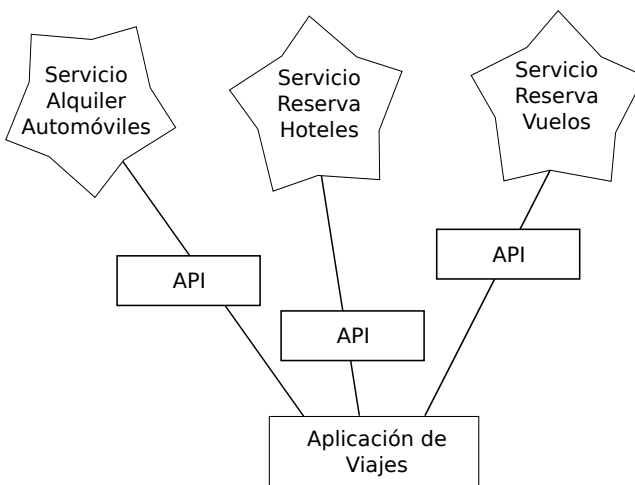 Servicio
Alquiler
Automóviles
Servicio
Reserva
Hoteles
Servicio
Reserva
Vuelos
API
API
API
Aplicación de
Viajes